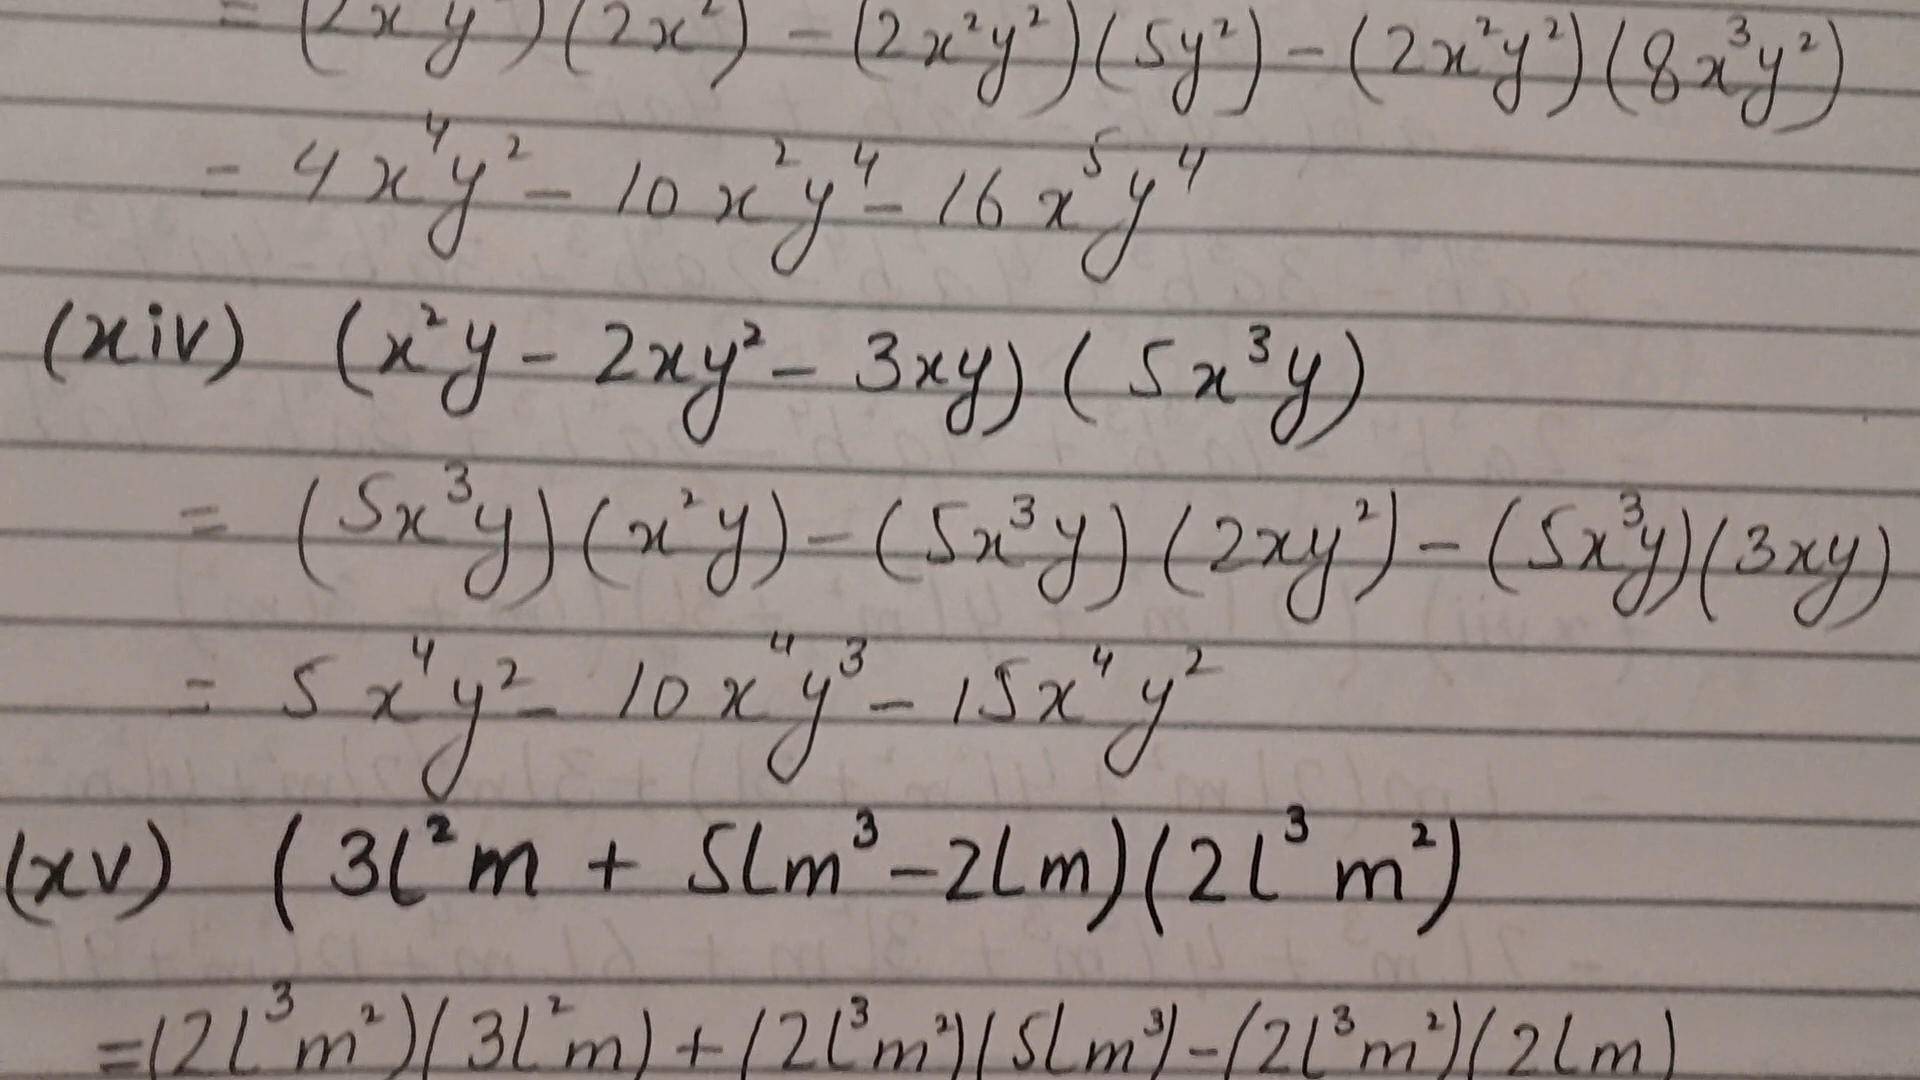 = (2x²y²)(2x²) - (2x²y²)(5y²) - (2x²y²)(8x³y²)
= 4x⁴y² - 10x²y⁴ - 16x⁵y⁴
(xiv) (x²y - 2xy² - 3xy)(5x³y)
= (5x³y)(x²y) - (5x³y)(2xy²) - (5x³y)(3xy)
= 5x⁴y² - 10x⁴y³ - 15x⁴y²
(xv) (3l²m + 5lm³ - 2lm)(2l³m²)
= (2l³m²)(3l²m) + (2l³m²)(5lm³) - (2l³m²)(2lm)